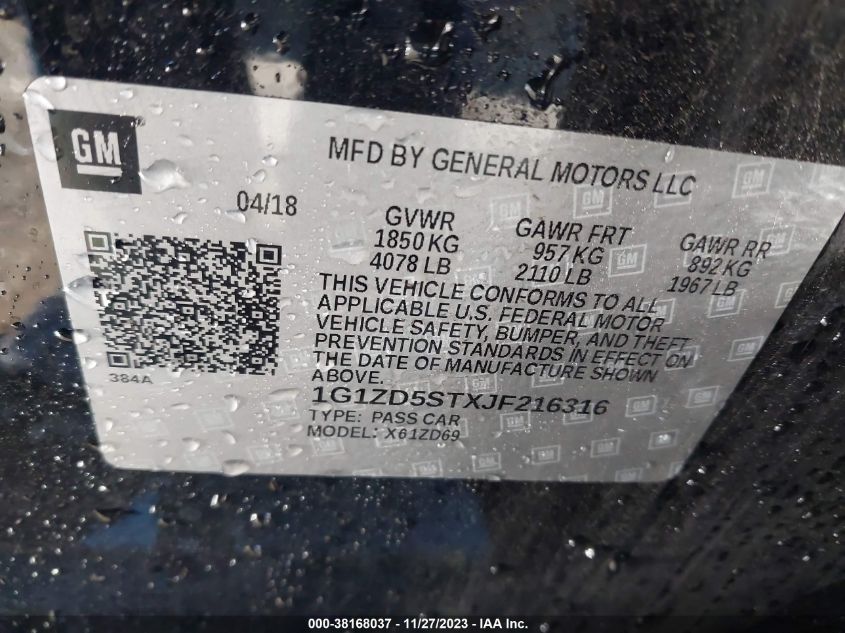 GM
MFD BY GENERAL MOTORS LLC
04/18
GVWR
1850 KG
4078 LB
GAWR FRT
957 KG
2110 LB
GAWR RR
892 KG
1967 LB
THIS VEHICLE CONFORMS TO ALL
APPLICABLE U.S. FEDERAL MOTOR
VEHICLE SAFETY, BUMPER, AND THEFT
PREVENTION STANDARDS IN EFFECT ON
THE DATE OF MANUFACTURE SHOWN
ABOVE.
384A
1G1ZD5STXJF216316
TYPE: PASS CAR
MODEL: X61ZD69
000-38168037 - 11/27/2023 - IAA Inc.